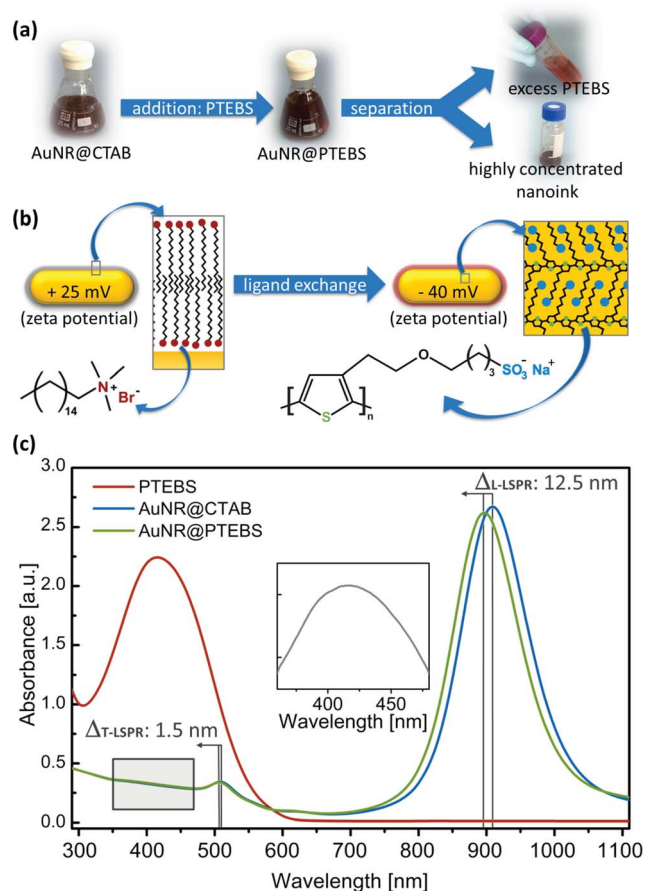 (a)
AuNR@CTAB
addition: PTEBS
AuNR@PTEBS
separation
excess PTEBS
highly concentrated
nanoink
(b)
+ 25 mV
(zeta potential)
ligand exchange
- 40 mV
(zeta potential)
14
N+
Br-
O
3
SO3- Na+
S
n
(c)
PTEBS
AuNR@CTAB
AuNR@PTEBS
ΔL-LSPR: 12.5 nm
ΔT-LSPR: 1.5 nm
Absorbance [a.u.]
3.0
2.5
2.0
1.5
1.0
0.5
0.0
400 450
Wavelength [nm]
300 400 500 600 700 800 900 1000 1100
Wavelength [nm]